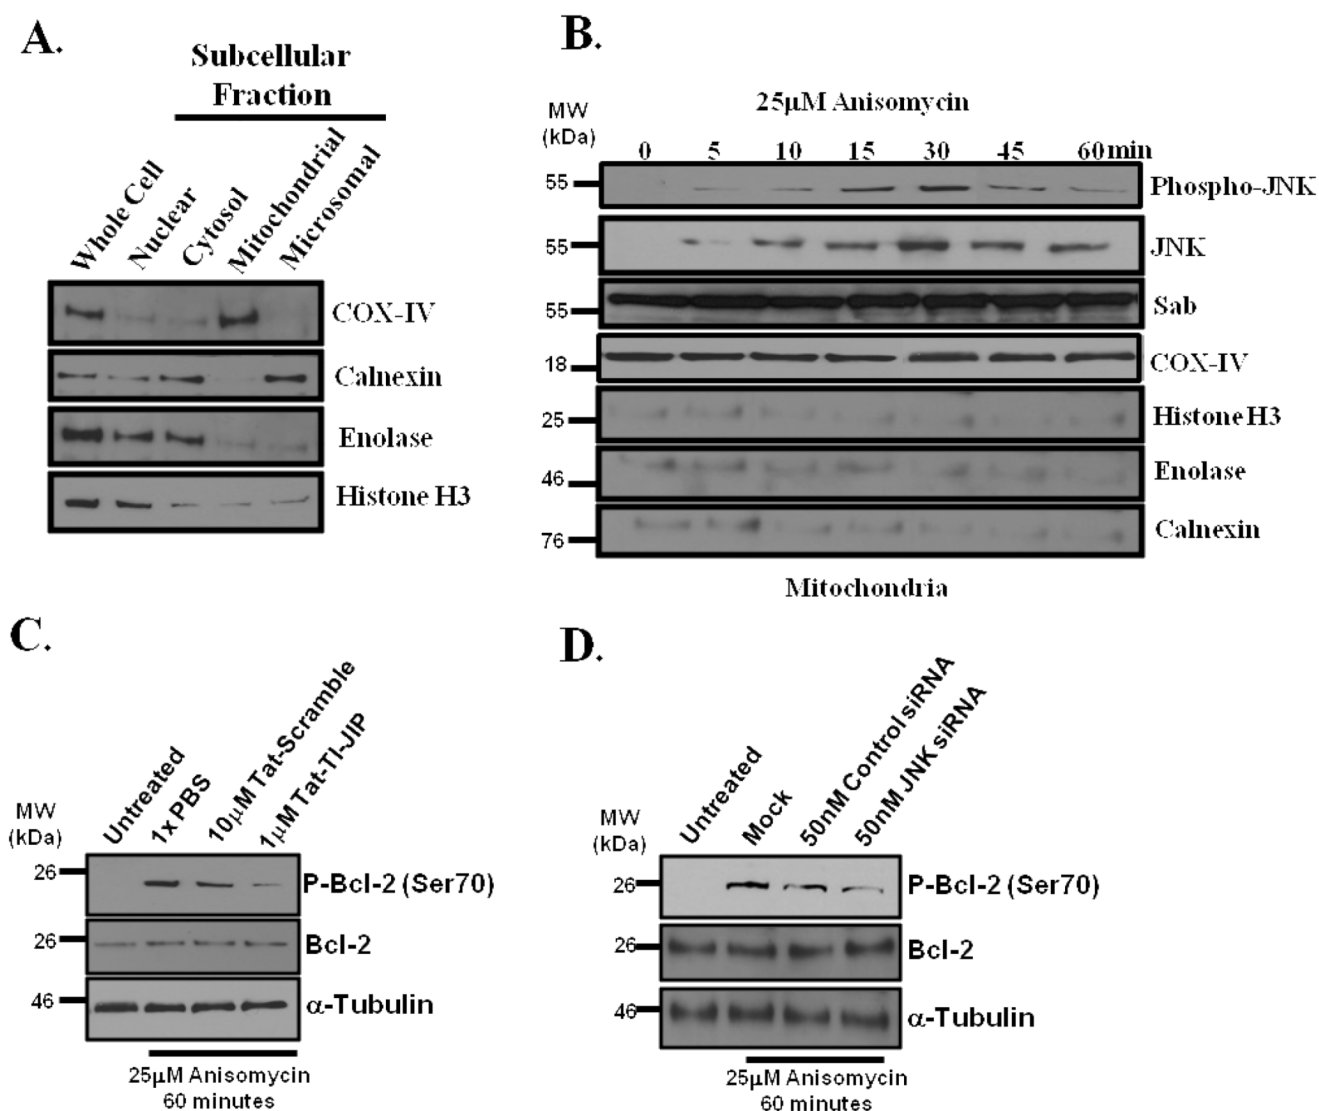 A.
Subcellular
Fraction
Whole Cell
Nuclear
Cytosol
Mitochondrial
Microsomal
COX-IV
Calnexin
Enolase
Histone H3
B.
25μM Anisomycin
MW
(kDa)
0 5 10 15 30 45 60min
55 Phospho-JNK
55 JNK
55 Sab
18 COX-IV
25 Histone H3
46 Enolase
76 Calnexin
Mitochondria
C.
MW
(kDa)
Untreated
1x PBS
10μM Tat-Scramble
1μM Tat-TI-JIP
26 P-Bcl-2 (Ser70)
26 Bcl-2
46 α-Tubulin
25μM Anisomycin
60 minutes
D.
MW
(kDa)
Untreated
Mock
50nM Control siRNA
50nM JNK siRNA
26 P-Bcl-2 (Ser70)
26 Bcl-2
46 α-Tubulin
25μM Anisomycin
60 minutes